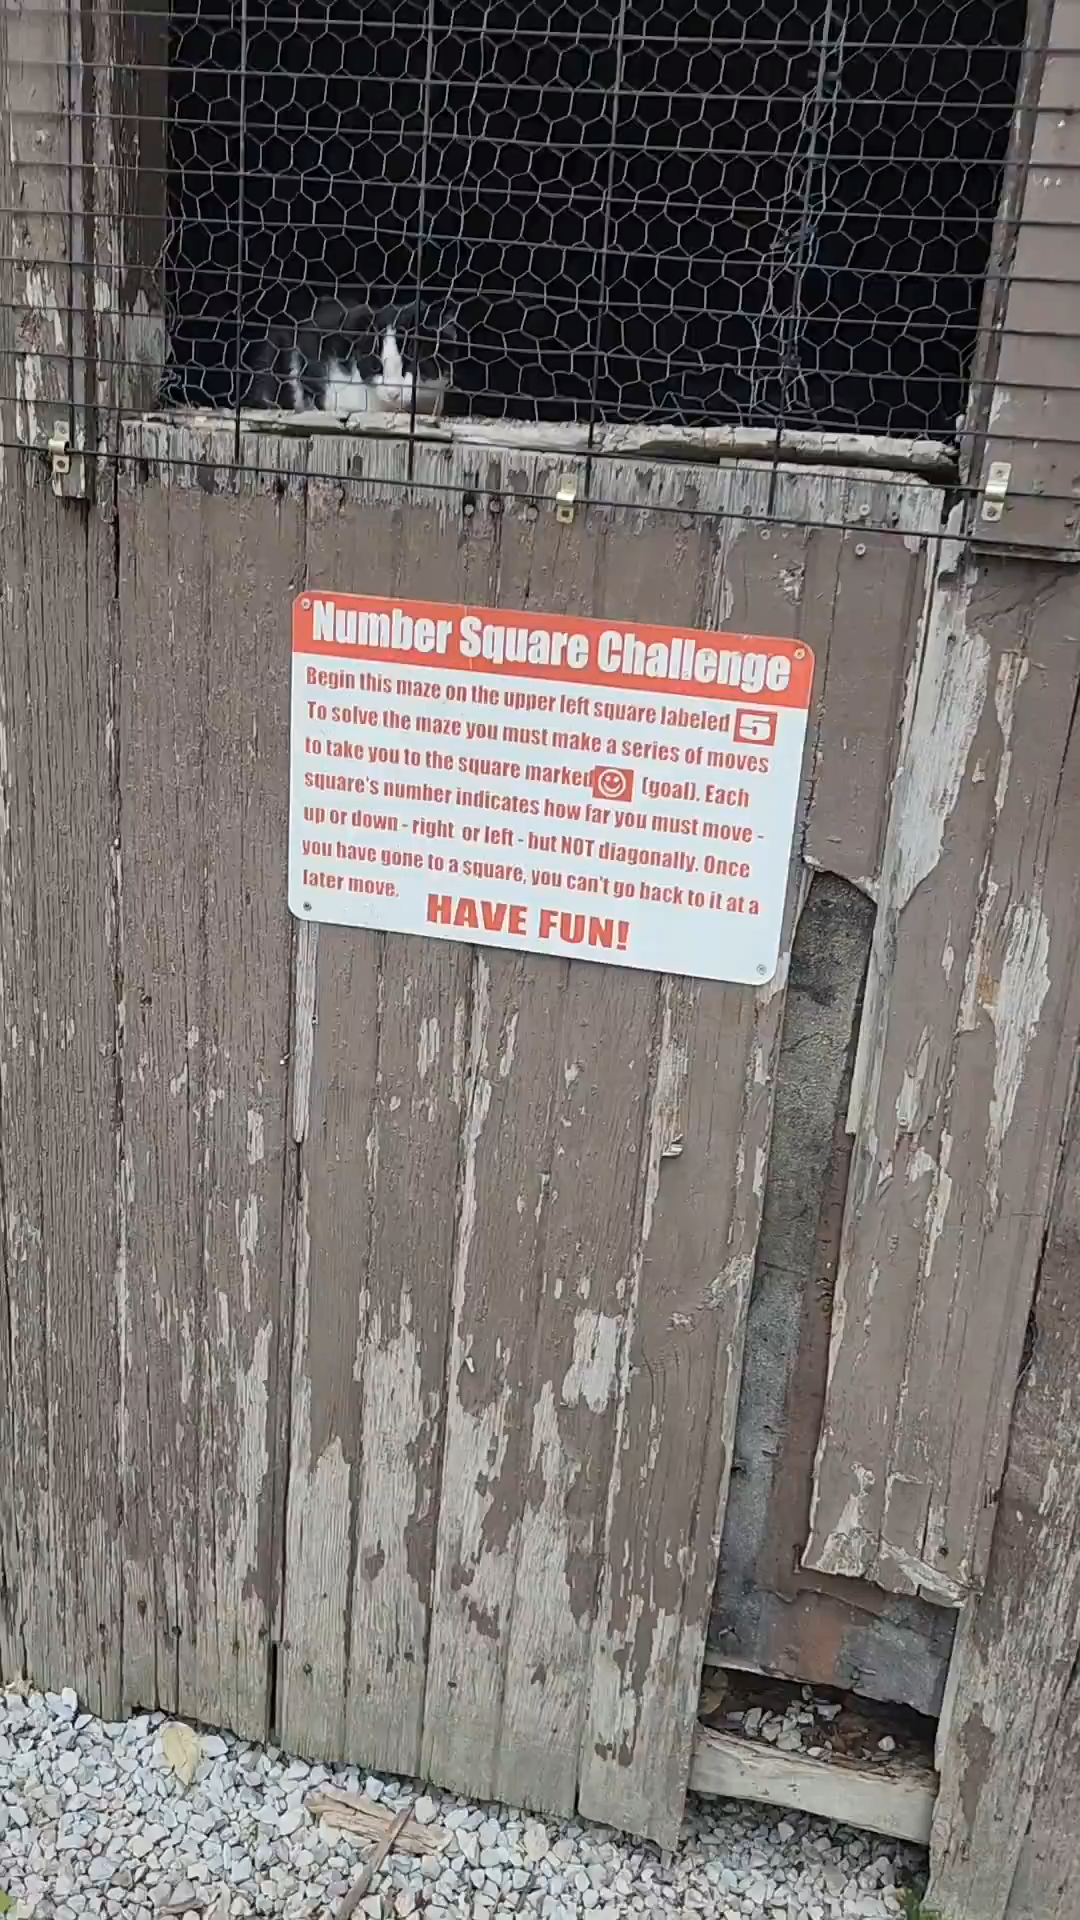 Number Square Challenge
Begin this maze on the upper left square labeled 5
To solve the maze you must make a series of moves
to take you to the square marked (goal). Each
square's number indicates how far you must move -
up or down - right or left - but NOT diagonally. Once
you have gone to a square, you can't go back to it at a
later move.
HAVE FUN!